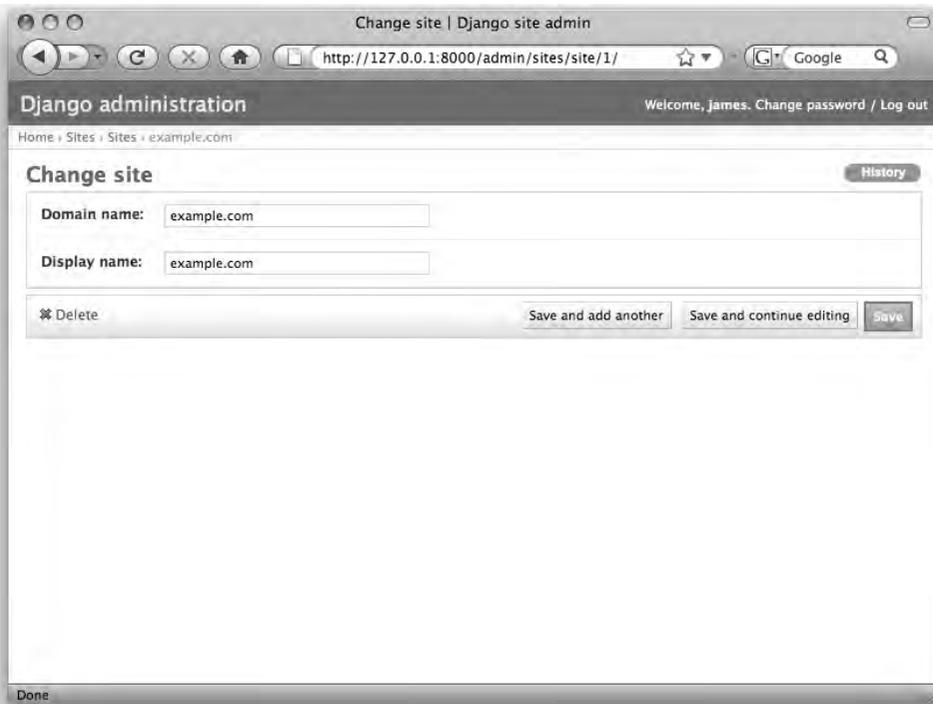 Change site | Django site admin
http://127.0.0.1:8000/admin/sites/site/1/
G Google
Django administration
Welcome, james. Change password / Log out
Home › Sites › Sites › example.com
Change site
History
Domain name: example.com
Display name: example.com
Delete
Save and add another
Save and continue editing
Save
Done